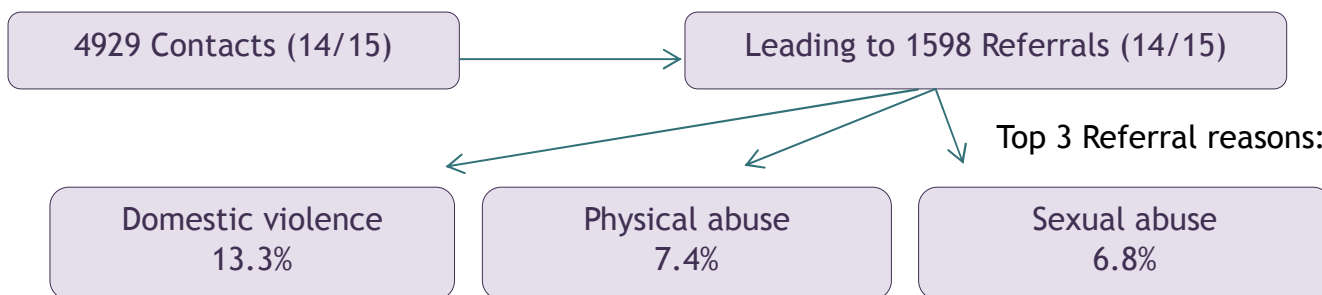 4929 Contacts (14/15)
Leading to 1598 Referrals (14/15)
Top 3 Referral reasons:
Domestic violence
13.3%
Physical abuse
7.4%
Sexual abuse
6.8%